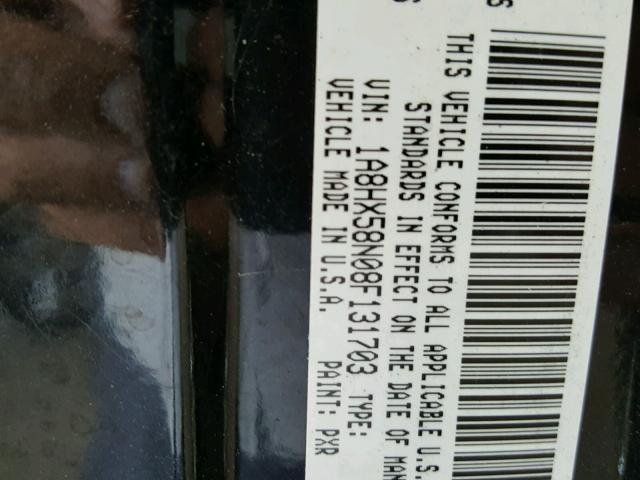 THIS VEHICLE CONFORMS TO ALL APPLICABLE U.S.
STANDARDS IN EFFECT ON THE DATE OF MAN
VIN: 1A8HX58N08F131703 TYPE:
VEHICLE MADE IN U.S.A. PAINT: PXR